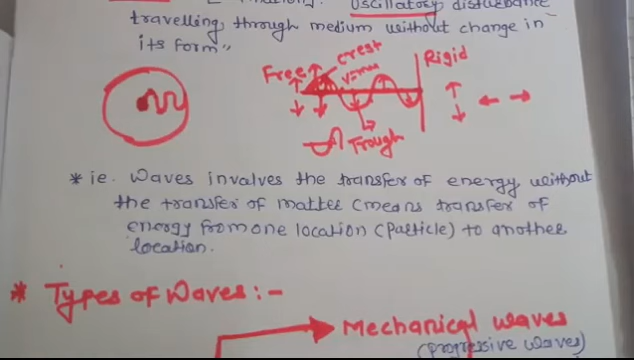 Oscillatory disturbance
travelling through medium without change in
its form"
Free
crest
Rigid
Trough
* ie. Waves involves the transfer of energy without
the transfer of matter (means transfer of
energy from one location (Particle) to another
location.
* Types of Waves :-
Mechanical waves
(progressive waves)